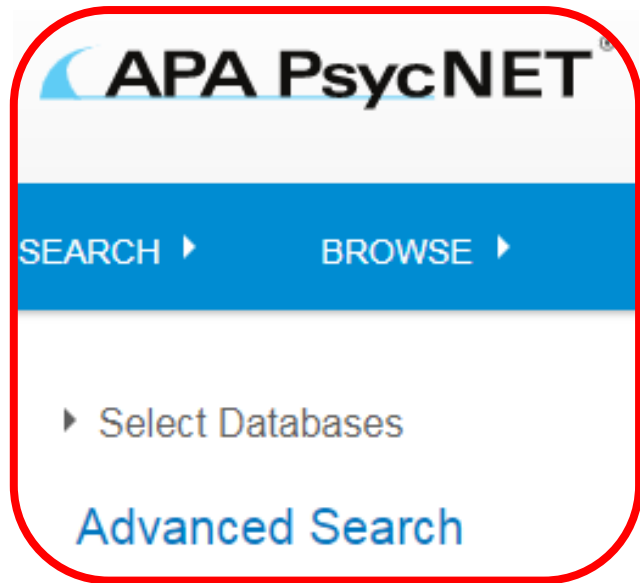 APA PsycNET®
SEARCH BROWSE
Select Databases
Advanced Search